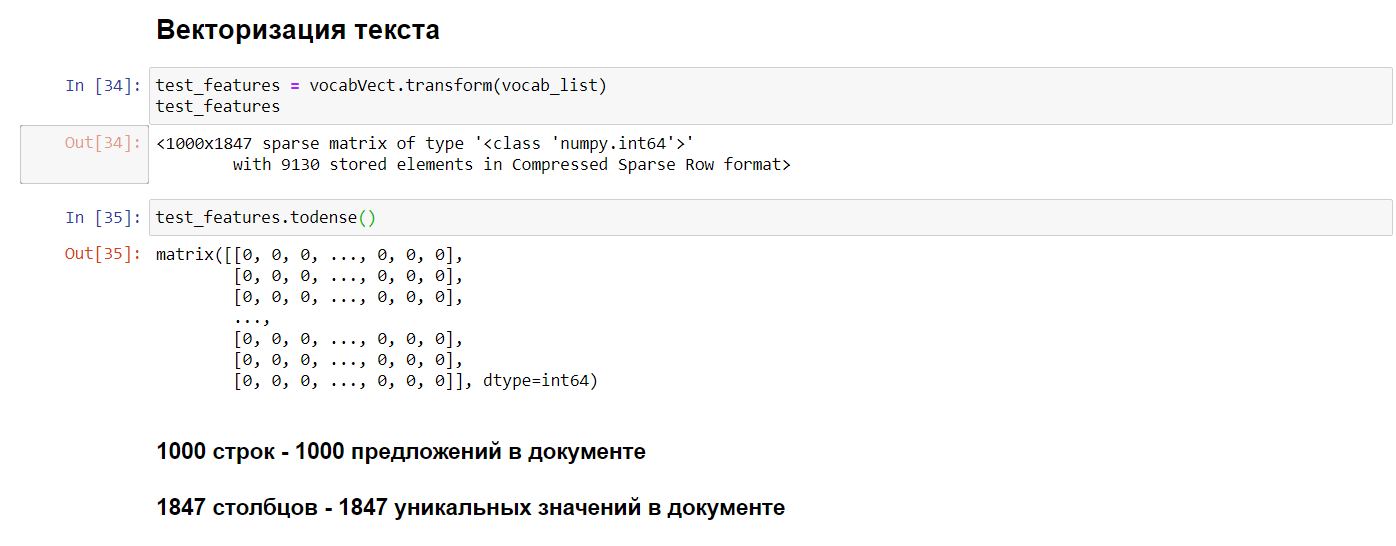 Векторизация текста
In [34]: test_features = vocabVect.transform(vocab_list)
test_features
Out[34]: <1000x1847 sparse matrix of type '<class 'numpy.int64'>'
with 9130 stored elements in Compressed Sparse Row format>
In [35]: test_features.todense()
Out[35]: matrix([[0, 0, 0, ..., 0, 0, 0],
[0, 0, 0, ..., 0, 0, 0],
[0, 0, 0, ..., 0, 0, 0],
...,
[0, 0, 0, ..., 0, 0, 0],
[0, 0, 0, ..., 0, 0, 0],
[0, 0, 0, ..., 0, 0, 0]], dtype=int64)
1000 строк - 1000 предложений в документе
1847 столбцов - 1847 уникальных значений в документе